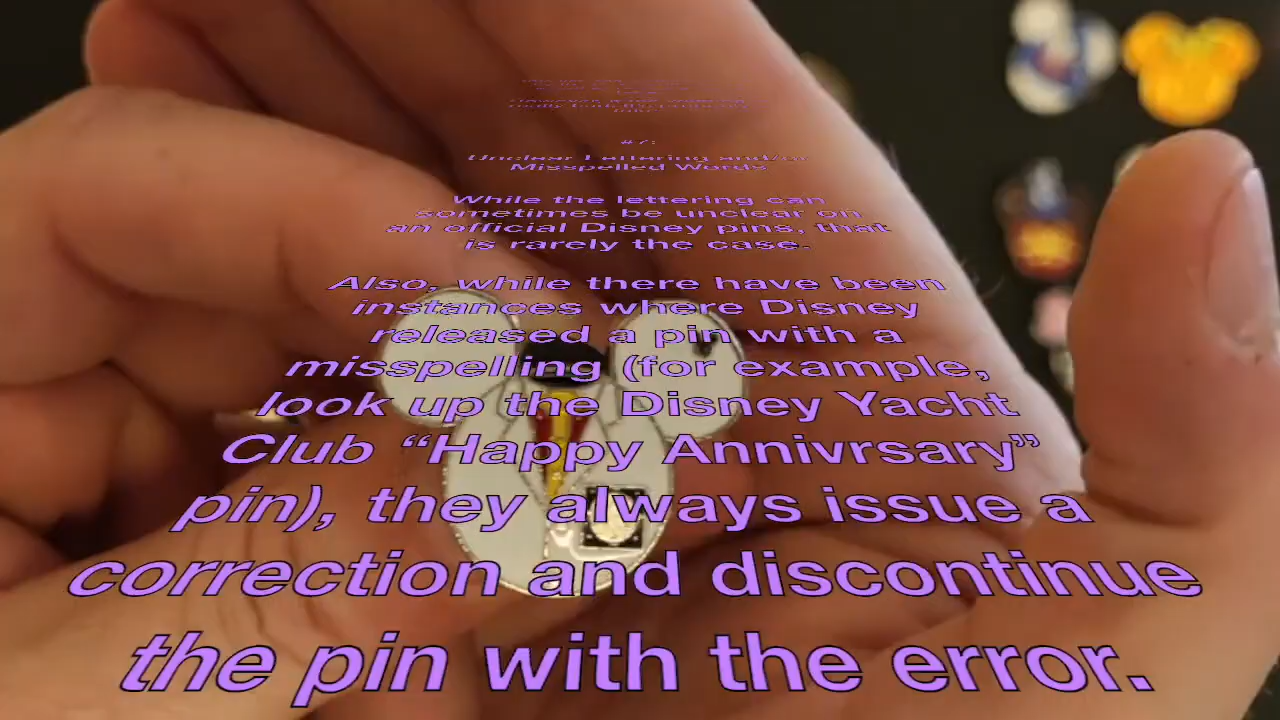 #7:
Unclear Lettering and/or
Misspelled Words
While the lettering can
sometimes be unclear on
an official Disney pins, that
is rarely the case.
Also, while there have been
instances where Disney
released a pin with a
misspelling (for example,
look up the Disney Yacht
Club “Happy Annivrsary”
pin), they always issue a
correction and discontinue
the pin with the error.